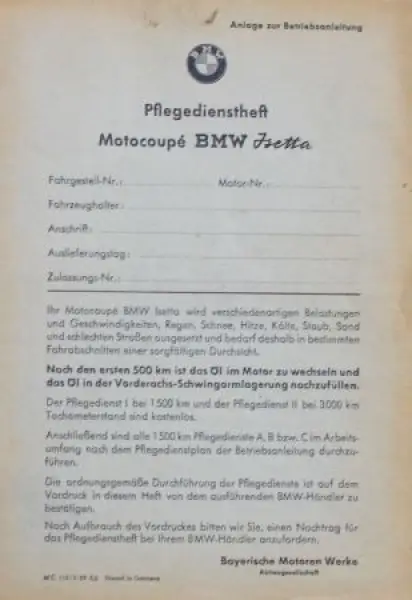 Anlage zur Betriebsanleitung
BMW
Pflegedienstheft
Motocoupé BMW Isetta
Fahrgestell-Nr.: Motor-Nr.:
Fahrzeughalter:
Anschrift:
Auslieferungstag:
Zulassungs-Nr.:
Ihr Motocoupé BMW Isetta wird verschiedenartigen Belastungen
und Geschwindigkeiten, Regen, Schnee, Hitze, Kälte, Staub, Sand
und schlechten Straßen ausgesetzt und bedarf deshalb in bestimmten
Fahrabschnitten einer sorgfältigen Durchsicht.
Nach den ersten 500 km ist das Öl im Motor zu wechseln und
das Öl in der Vorderachs-Schwingarmlagerung nachzufüllen.
Der Pflegedienst I bei 1500 km und der Pflegedienst II bei 3000 km
Tachometerstand sind kostenlos.
Anschließend sind alle 1500 km Pflegedienste A, B bzw. C im Arbeits-
umfang nach dem Pflegedienstplan der Betriebsanleitung durchzu-
führen.
Die ordnungsgemäße Durchführung der Pflegedienste ist auf dem
Vordruck in diesem Heft von dem ausführenden BMW-Händler zu
bestätigen.
Nach Aufbrauch des Vordruckes bitten wir Sie, einen Nachtrag für
das Pflegedienstheft bei Ihrem BMW-Händler anzufordern.
Bayerische Motoren Werke
Aktiengesellschaft
Printed in Germany